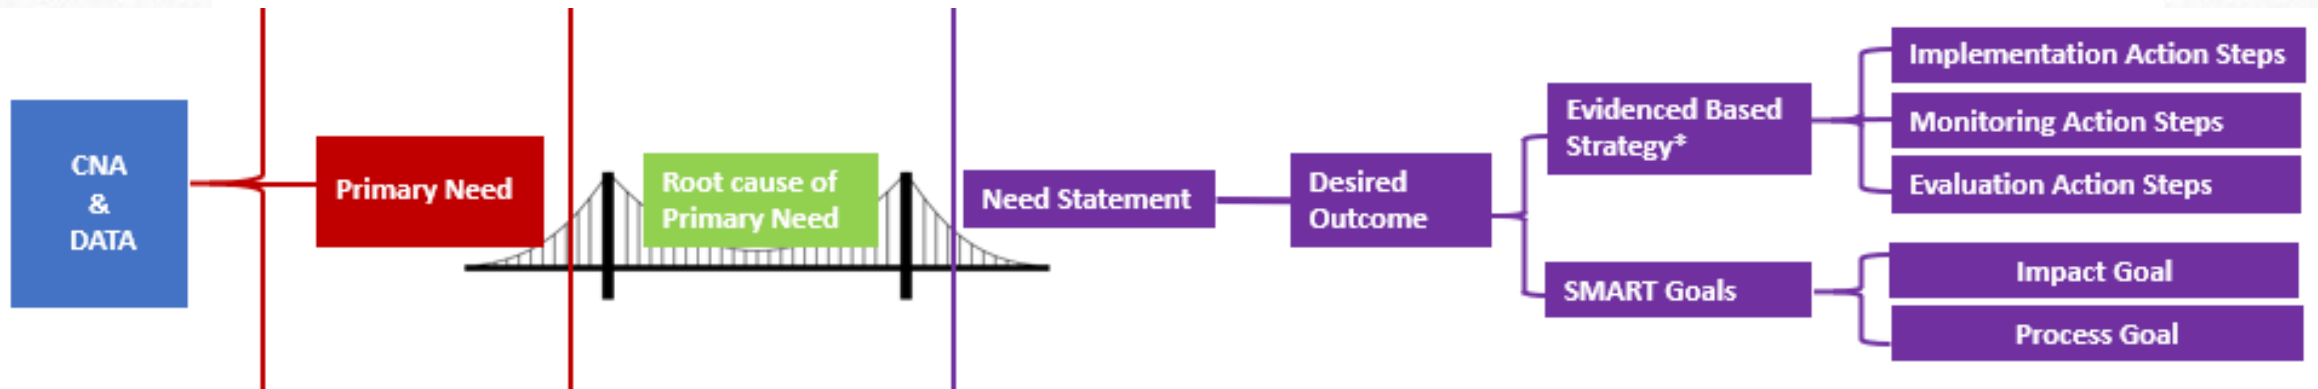 CNA
&
DATA
Primary Need
Root cause of
Primary Need
Need Statement
Desired
Outcome
Evidenced Based
Strategy*
SMART Goals
Implementation Action Steps
Monitoring Action Steps
Evaluation Action Steps
Impact Goal
Process Goal